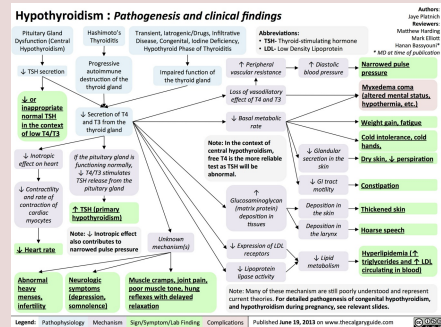 Hypothyroidism : Pathogenesis and clinical findings
Authors:
Jaye Platnich
Reviewers:
Matthew Harding
Mark Elliott
Hanan Bassyouni*
* MD at time of publication
Pituitary Gland
Dysfunction (Central
Hypothyroidism)
Hashimoto's
Thyroiditis
Transient, Iatrogenic/Drugs, Infiltrative
Disease, Congenital, Iodine Deficiency,
Hypothyroid Phase of Thyroiditis
Abbreviations:
• TSH- Thyroid-stimulating hormone
• LDL- Low Density Lipoprotein
↓ TSH secretion
Progressive
autoimmune
destruction of the
thyroid gland
Impaired function of
thyroid gland
↑ Peripheral
vascular resistance
↑ Diastolic
blood pressure
Narrowed pulse
pressure
↓ or
inappropriate
normal TSH
in the context
of low T4/T3
Loss of vasodilatory
effect of T4 and T3
Myxedema coma
(altered mental status,
hypothermia, etc.)
↓ Secretion of T4
and T3 from the
thyroid gland
↓ Basal metabolic
rate
Weight gain, fatigue
Cold intolerance, cold
hands,
↓ Inotropic
effect on heart
If the pituitary gland is
functioning normally,
↓ T4/T3 stimulates
TSH release from the
pituitary gland
Note: In the context of
central hypothyroidism,
free T4 is the more reliable
test as TSH will be
abnormal.
↓ Glandular
secretion in the
skin
Dry skin, ↓ perspiration
↓ GI tract
motility
Constipation
↓ Contractility
and rate of
contraction of
cardiac
myocytes
↑ TSH (primary
hypothyroidism)
↑
Glucosaminoglycan
(matrix protein)
deposition in
tissues
Deposition in
the skin
Thickened skin
Deposition in
the larynx
Hoarse speech
↓ Heart rate
Note: ↓ Inotropic effect
also contributes to
narrowed pulse pressure
Unknown
mechanism(s)
↓ Expression of LDL
receptors
↓ Lipid
metabolism
Hyperlipidemia (↑
triglycerides and ↑ LDL
circulating in blood)
↓ Lipoprotein
lipase activity
Abnormal
heavy
menses,
infertility
Neurologic
symptoms
(depression,
somnolence)
Muscle cramps, joint pain,
poor muscle tone, hung
reflexes with delayed
relaxation
Note: Many of these mechanism are still poorly understood and represent
current theories. For detailed pathogenesis of congenital hypothyroidism,
and hypothyroidism during pregnancy, see relevant slides.
Legend: Pathophysiology Mechanism Sign/Symptom/Lab Finding Complications Published June 19, 2013 on www.thecalgaryguide.com